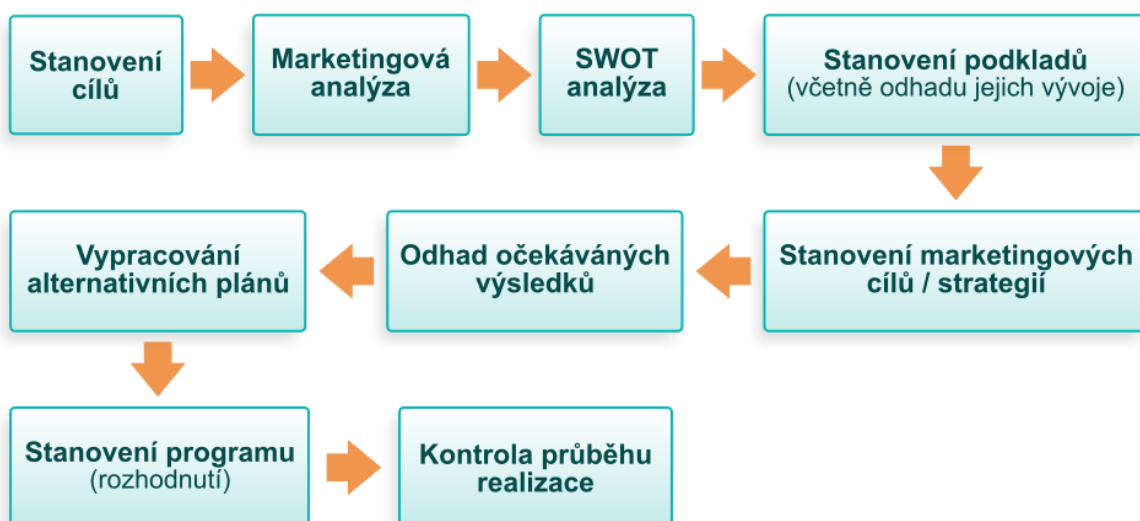 Stanovení
cílů
Marketingová
analýza
SWOT
analýza
Stanovení podkladů
(včetně odhadu jejich vývoje)
Stanovení marketingových
cílů / strategií
Odhad očekáváných
výsledků
Vypracování
alternativních plánů
Stanovení programu
(rozhodnutí)
Kontrola průběhu
realizace